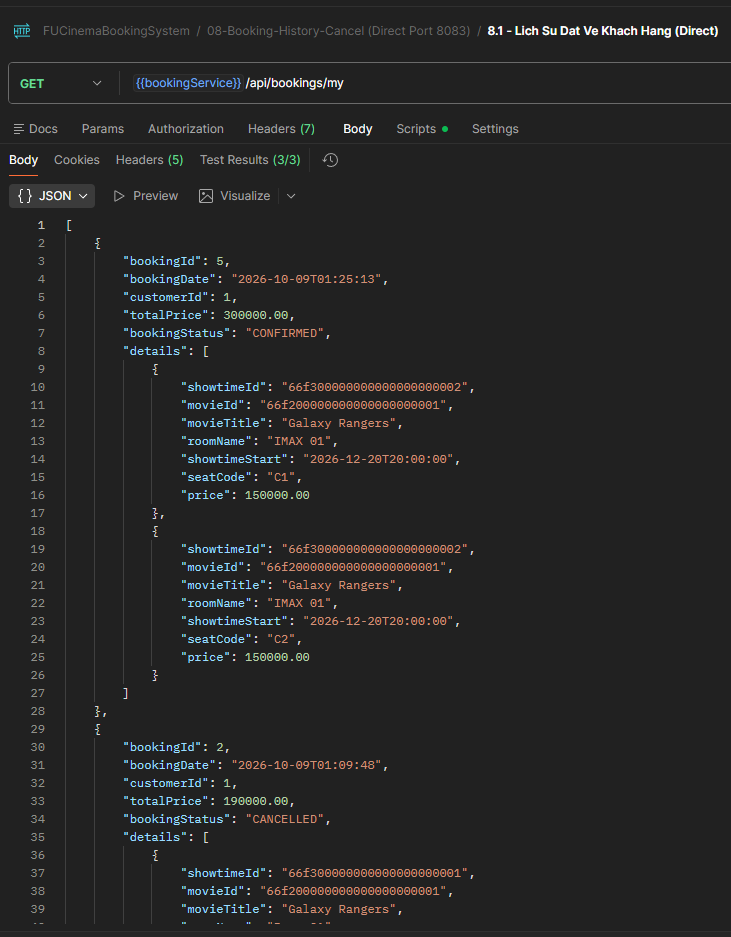 HTTP FUCinemaBookingSystem / 08-Booking-History-Cancel (Direct Port 8083) / 8.1 - Lich Su Dat Ve Khach Hang (Direct)
GET {{bookingService}} /api/bookings/my
Docs Params Authorization Headers (7) Body Scripts Settings
Body Cookies Headers (5) Test Results (3/3)
{} JSON Preview Visualize
1 [
2 {
3 "bookingId": 5,
4 "bookingDate": "2026-10-09T01:25:13",
5 "customerId": 1,
6 "totalPrice": 300000.00,
7 "bookingStatus": "CONFIRMED",
8 "details": [
9 {
10 "showtimeId": "66f300000000000000000002",
11 "movieId": "66f200000000000000000001",
12 "movieTitle": "Galaxy Rangers",
13 "roomName": "IMAX 01",
14 "showtimeStart": "2026-12-20T20:00:00",
15 "seatCode": "C1",
16 "price": 150000.00
17 },
18 {
19 "showtimeId": "66f300000000000000000002",
20 "movieId": "66f200000000000000000001",
21 "movieTitle": "Galaxy Rangers",
22 "roomName": "IMAX 01",
23 "showtimeStart": "2026-12-20T20:00:00",
24 "seatCode": "C2",
25 "price": 150000.00
26 }
27 ]
28 },
29 {
30 "bookingId": 2,
31 "bookingDate": "2026-10-09T01:09:48",
32 "customerId": 1,
33 "totalPrice": 190000.00,
34 "bookingStatus": "CANCELLED",
35 "details": [
36 {
37 "showtimeId": "66f300000000000000000001",
38 "movieId": "66f200000000000000000001",
39 "movieTitle": "Galaxy Rangers",